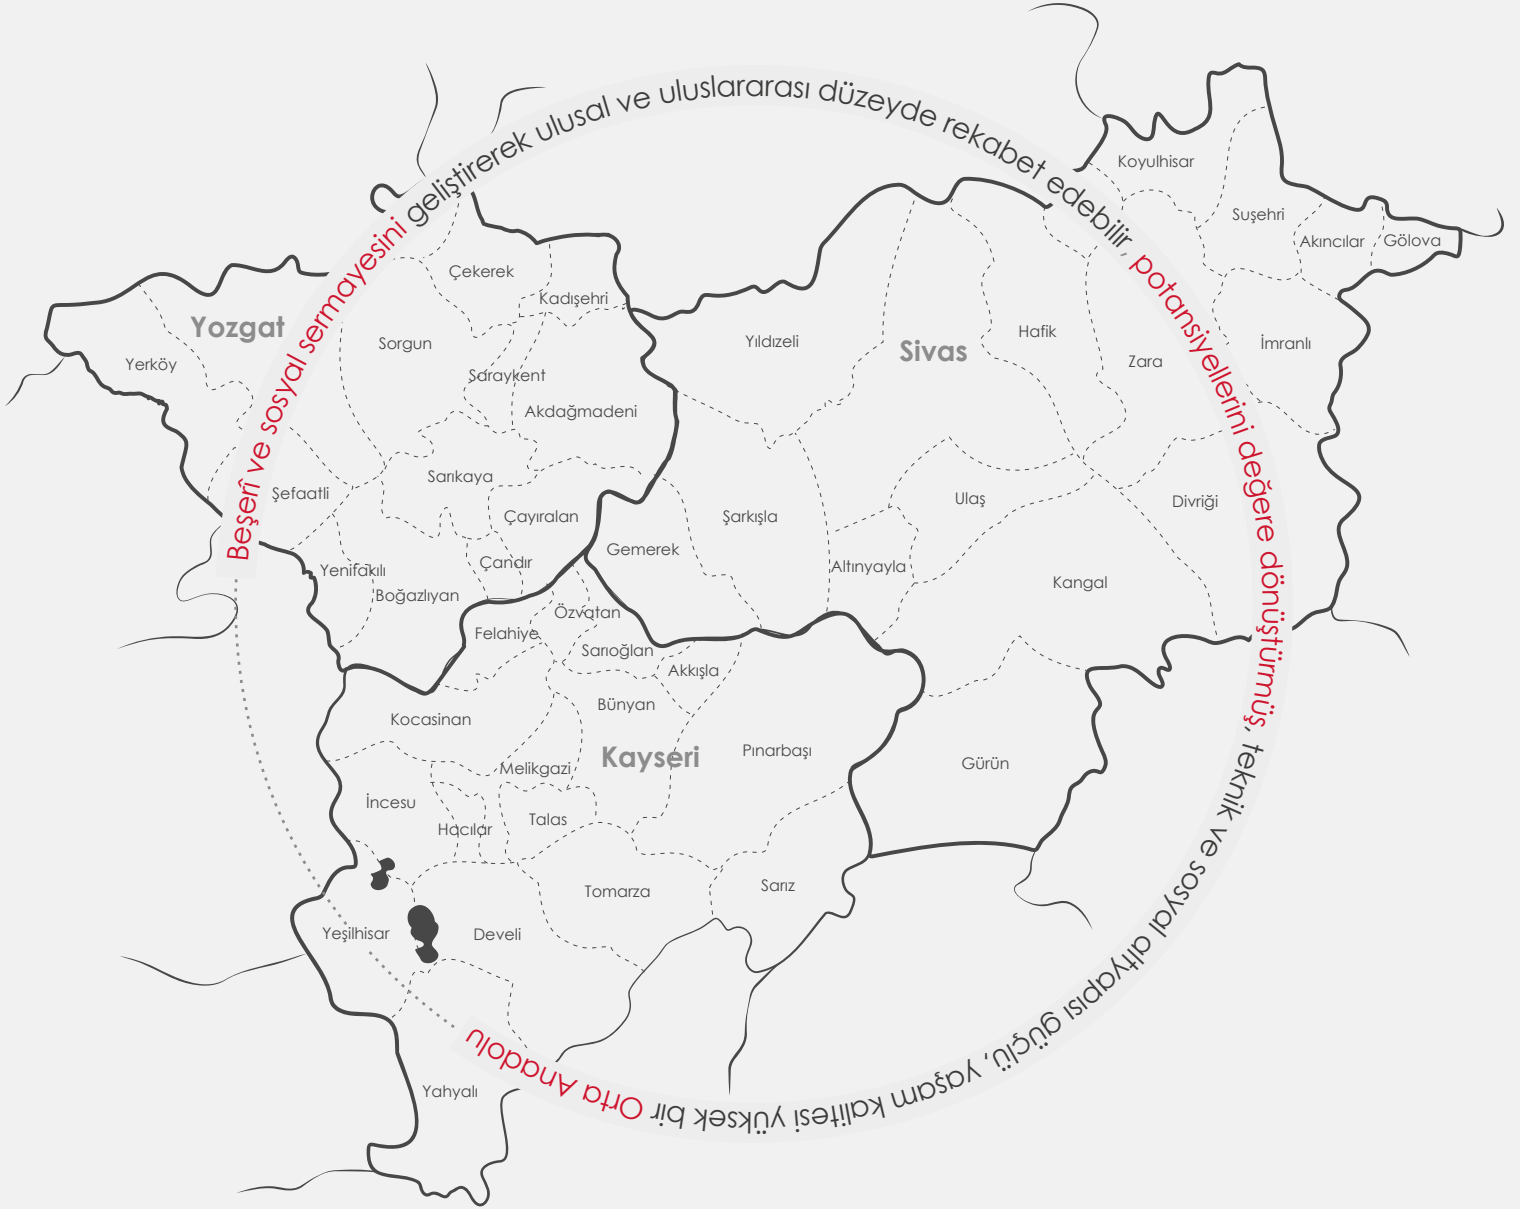 Beşerî ve sosyal sermayesini geliştirerek ulusal ve uluslararası düzeyde rekabet edebilir, potansiyellerini değere dönüştürmüş, teknik ve sosyal altyapısı güçlü, yaşam kalitesi yüksek bir Orta Anadolu
Koyulhisar
Suşehri
Akıncılar
Gölova
Çekerek
Kadışehri
Yozgat
Sorgun
Yerköy
Yıldızeli
Sivas
Hafik
Zara
İmranlı
Saraykent
Akdağmadeni
Sarıkaya
Şefaatli
Çayıralan
Şarkışla
Ulaş
Divriği
Gemerek
Yenifakılı
Çandır
Boğazlıyan
Altınyayla
Kangal
Özvatan
Felahiye
Sarıoğlan
Akkışla
Bünyan
Kocasinan
Kayseri
Pınarbaşı
Gürün
Melikgazi
İncesu
Hacılar
Talas
Tomarza
Sarız
Yeşilhisar
Develi
Yahyalı